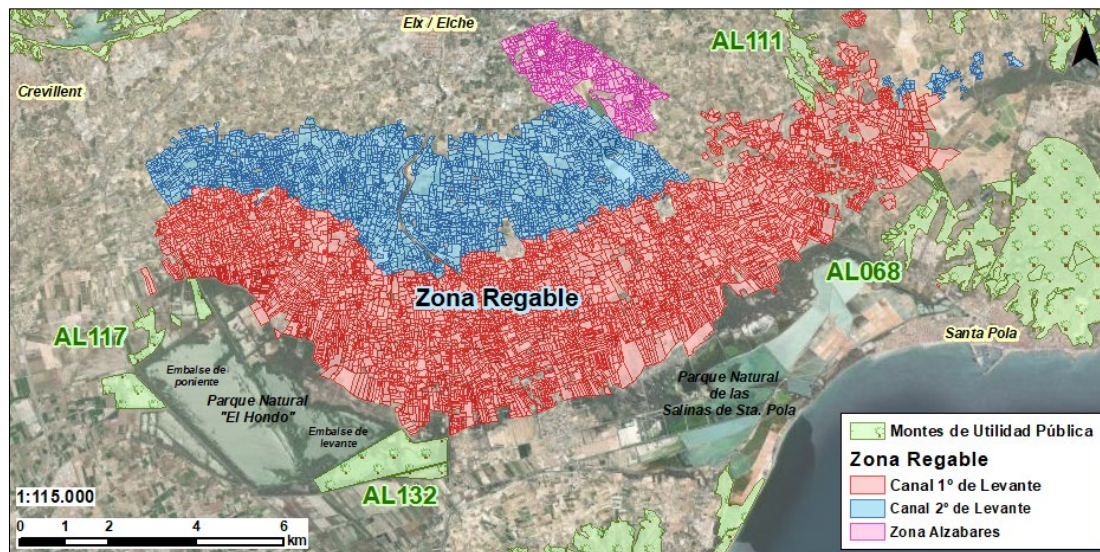 Elx / Elche
AL111
N
Crevillent
Zona Regable
AL068
AL117
Santa Pola
Embalse de
poniente
Parque Natural
"El Hondo"
Embalse de
levante
Parque Natural
de las
Salinas de Sta. Pola
AL132
1:115.000
0 1 2 4 6
km
Montes de Utilidad Pública
Zona Regable
Canal 1º de Levante
Canal 2º de Levante
Zona Alzabares